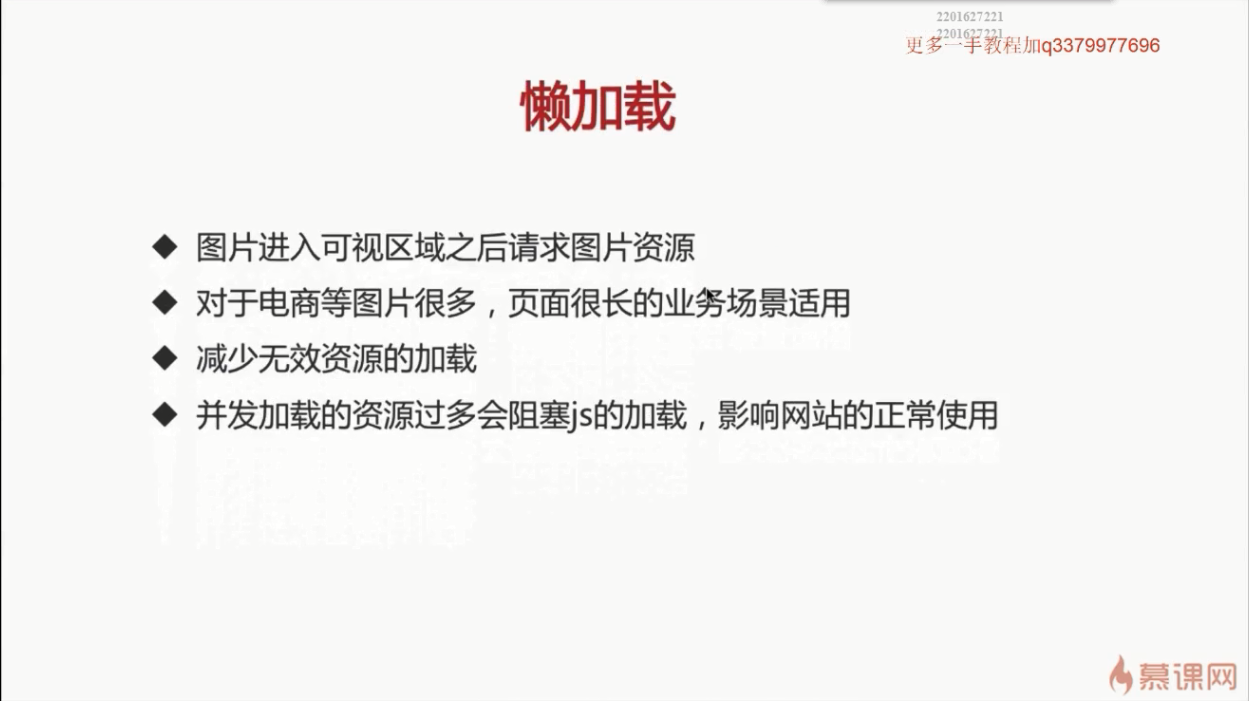 2201627221
2201627221
更多一手教程加q3379977696
懒加载
◆ 图片进入可视区域之后请求图片资源
◆ 对于电商等图片很多，页面很长的业务场景适用
◆ 减少无效资源的加载
◆ 并发加载的资源过多会阻塞js的加载，影响网站的正常使用
慕课网